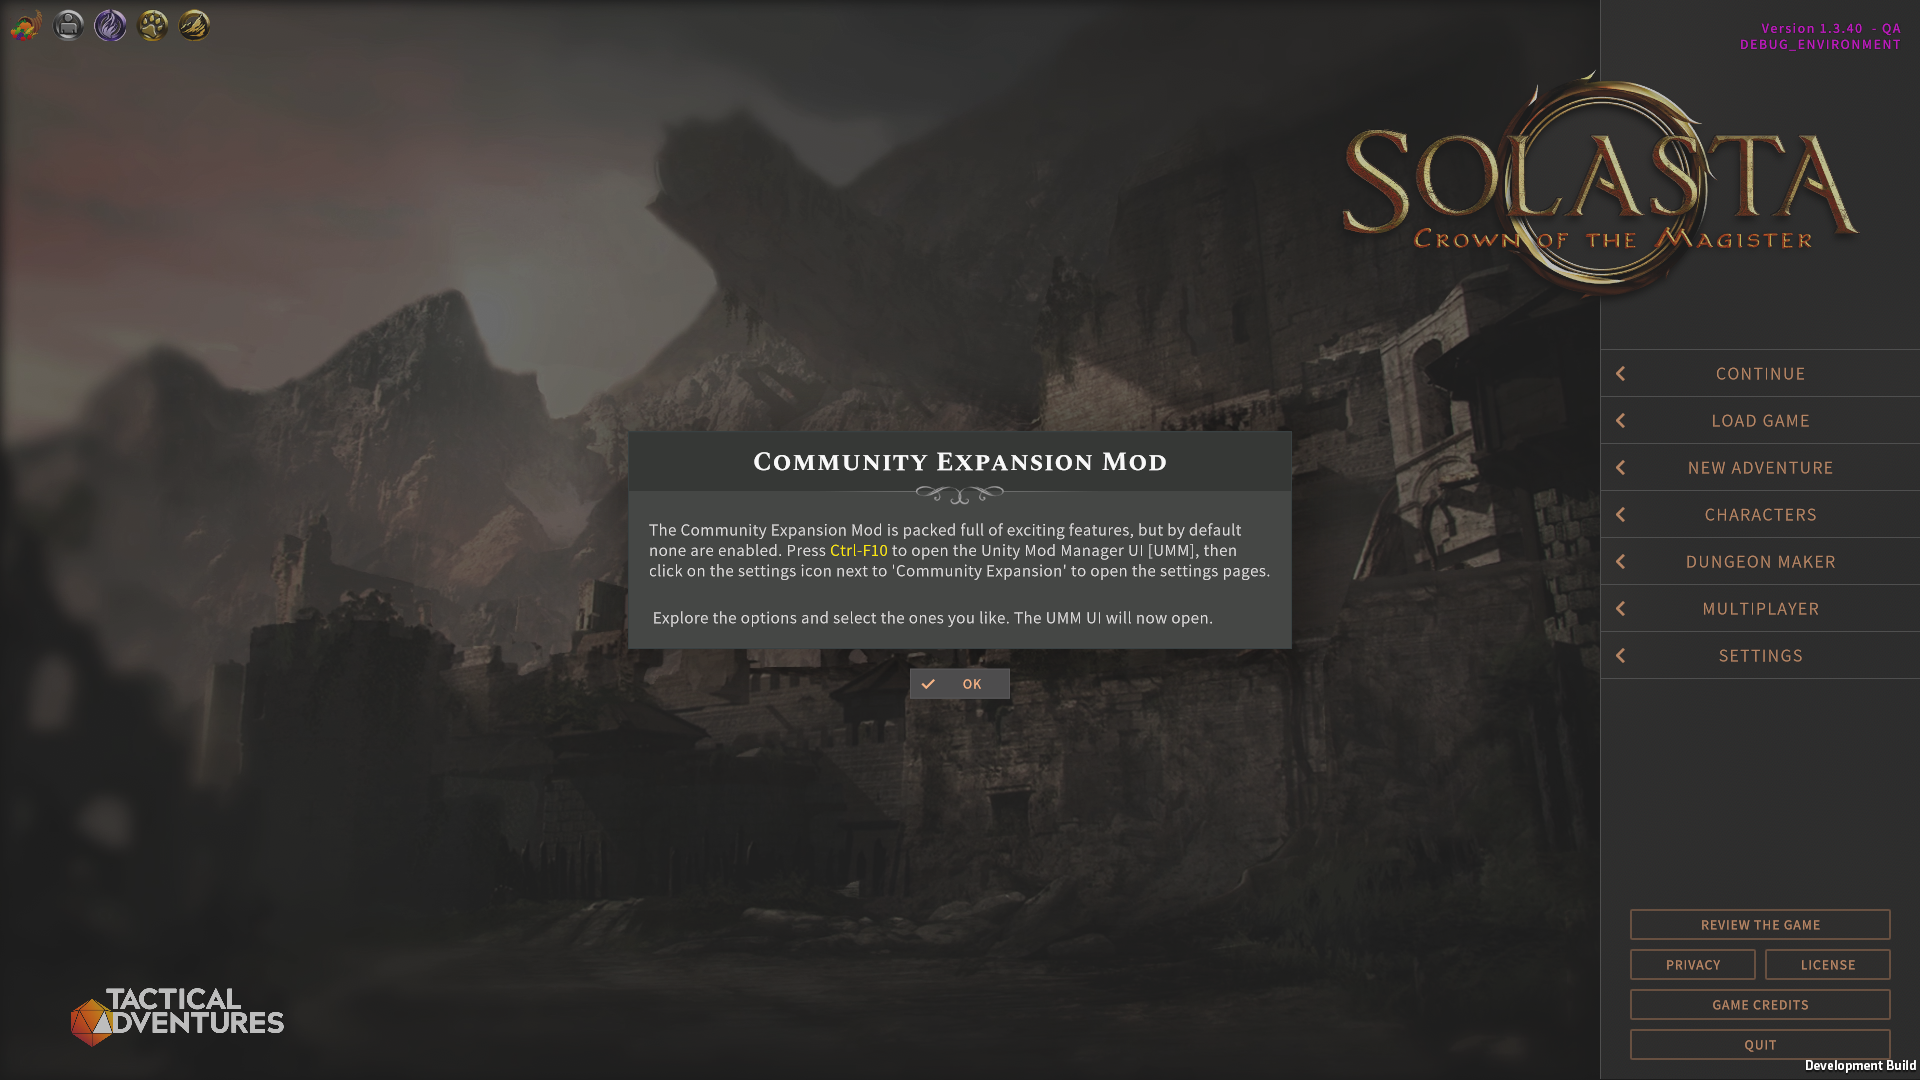 Version 1.3.40 - QA
DEBUG_ENVIRONMENT
SOLASTA
CROWN OF THE MAGISTER
CONTINUE
LOAD GAME
NEW ADVENTURE
CHARACTERS
DUNGEON MAKER
MULTIPLAYER
SETTINGS
COMMUNITY EXPANSION MOD
The Community Expansion Mod is packed full of exciting features, but by default
none are enabled. Press Ctrl-F10 to open the Unity Mod Manager UI [UMM], then
click on the settings icon next to 'Community Expansion' to open the settings pages.
Explore the options and select the ones you like. The UMM UI will now open.
OK
REVIEW THE GAME
PRIVACY
LICENSE
GAME CREDITS
QUIT
Development Build
TACTICAL
ADVENTURES